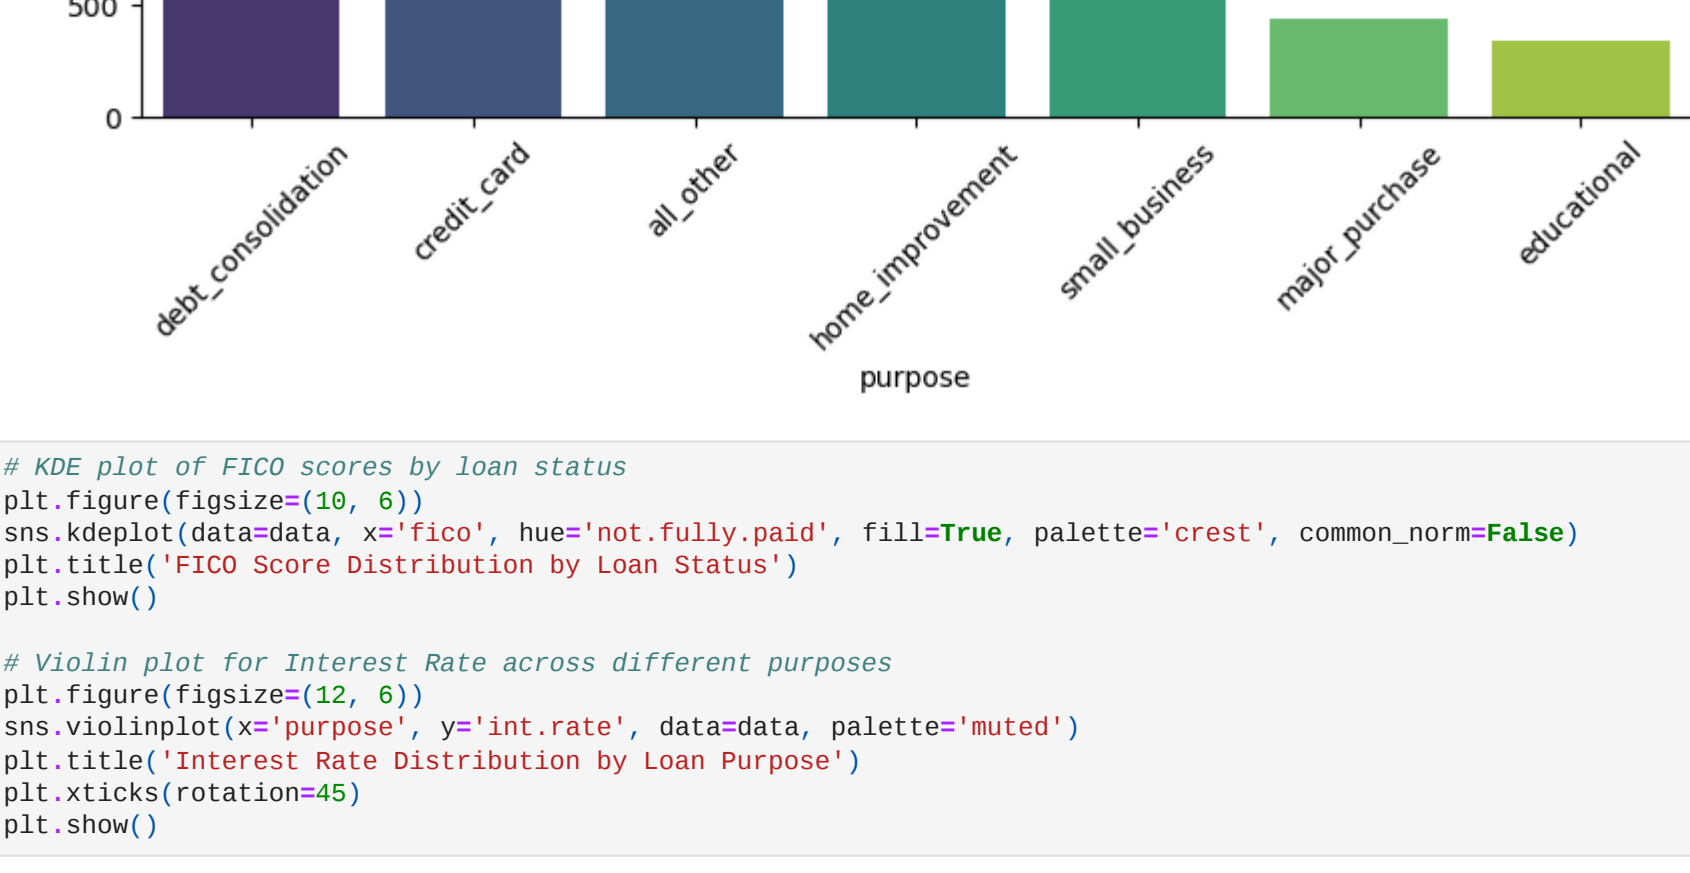 500
0
debt_consolidation
credit_card
all_other
home_improvement
small_business
major_purchase
educational
purpose
# KDE plot of FICO scores by loan status
plt.figure(figsize=(10, 6))
sns.kdeplot(data=data, x='fico', hue='not.fully.paid', fill=True, palette='crest', common_norm=False)
plt.title('FICO Score Distribution by Loan Status')
plt.show()
# Violin plot for Interest Rate across different purposes
plt.figure(figsize=(12, 6))
sns.violinplot(x='purpose', y='int.rate', data=data, palette='muted')
plt.title('Interest Rate Distribution by Loan Purpose')
plt.xticks(rotation=45)
plt.show()